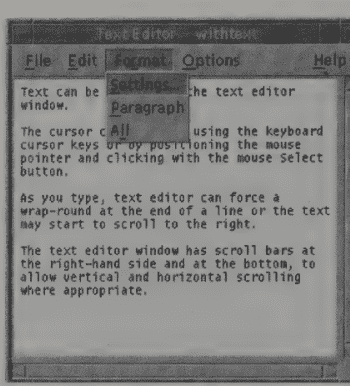 Text Editor - withtext
File Edit Format Options Help
Settings...
Paragraph
All
Text can be the text editor
window.
The cursor c using the keyboard
cursor keys or by positioning the mouse
pointer and clicking with the mouse Select
button.
As you type, text editor can force a
wrap-round at the end of a line or the text
may start to scroll to the right.
The text editor window has scroll bars at
the right-hand side and at the bottom, to
allow vertical and horizontal scrolling
where appropriate.